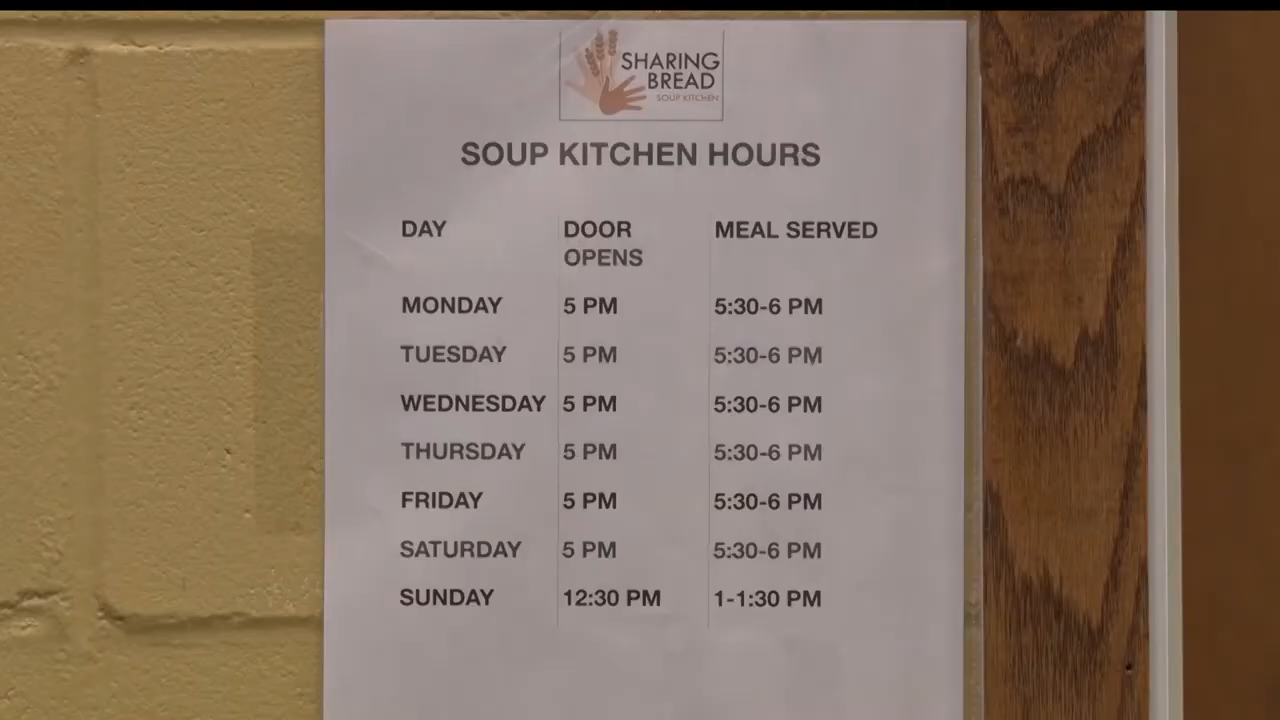 SHARING
BREAD
SOUP KITCHEN
SOUP KITCHEN HOURS
DAY DOOR OPENS MEAL SERVED
MONDAY 5 PM 5:30-6 PM
TUESDAY 5 PM 5:30-6 PM
WEDNESDAY 5 PM 5:30-6 PM
THURSDAY 5 PM 5:30-6 PM
FRIDAY 5 PM 5:30-6 PM
SATURDAY 5 PM 5:30-6 PM
SUNDAY 12:30 PM 1-1:30 PM